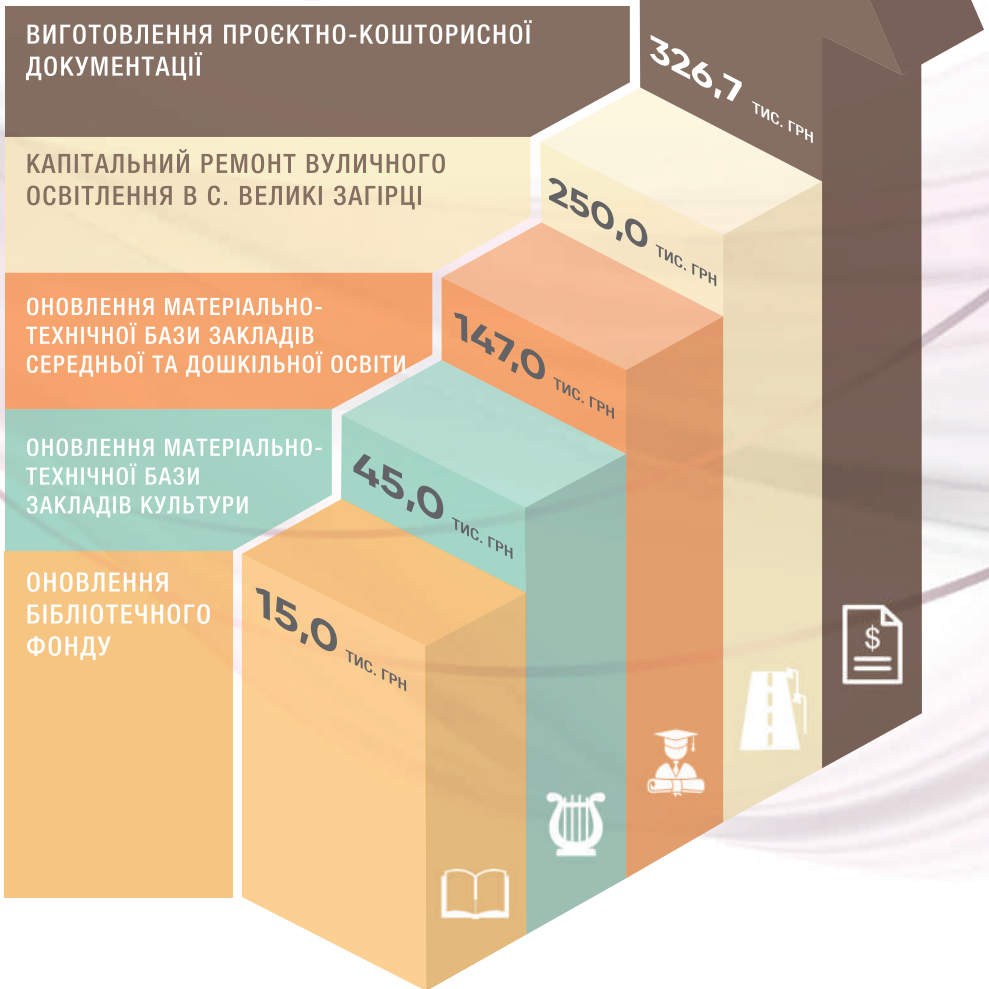 ВИГОТОВЛЕННЯ ПРОЄКТНО-КОШТОРИСНОЇ
ДОКУМЕНТАЦІЇ
326,7 ТИС. ГРН
КАПІТАЛЬНИЙ РЕМОНТ ВУЛИЧНОГО
ОСВІТЛЕННЯ В С. ВЕЛИКІ ЗАГІРЦІ
250,0 ТИС. ГРН
ОНОВЛЕННЯ МАТЕРІАЛЬНО-
ТЕХНІЧНОЇ БАЗИ ЗАКЛАДІВ
СЕРЕДНЬОЇ ТА ДОШКІЛЬНОЇ ОСВІТИ
147,0 ТИС. ГРН
ОНОВЛЕННЯ МАТЕРІАЛЬНО-
ТЕХНІЧНОЇ БАЗИ
ЗАКЛАДІВ КУЛЬТУРИ
45,0 ТИС. ГРН
ОНОВЛЕННЯ
БІБЛІОТЕЧНОГО
ФОНДУ
15,0 ТИС. ГРН
$